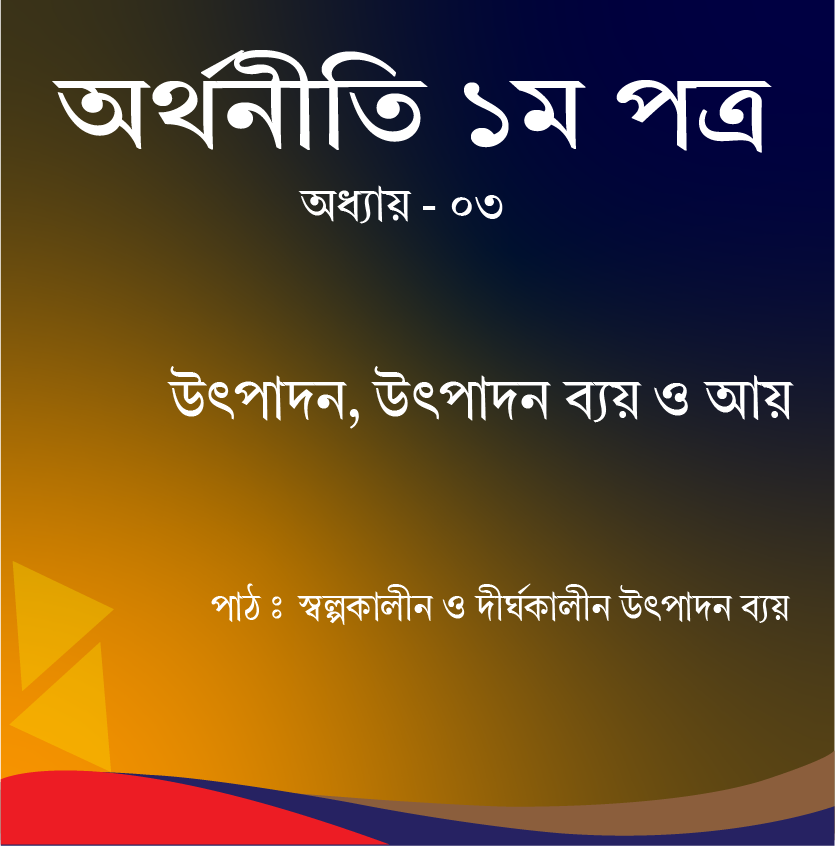 অর্থনীতি ১ম পত্র
অধ্যায় - ০৩
উৎপাদন, উৎপাদন ব্যয় ও আয়
পাঠ ঃ স্বল্পকালীন ও দীর্ঘকালীন উৎপাদন ব্যয়